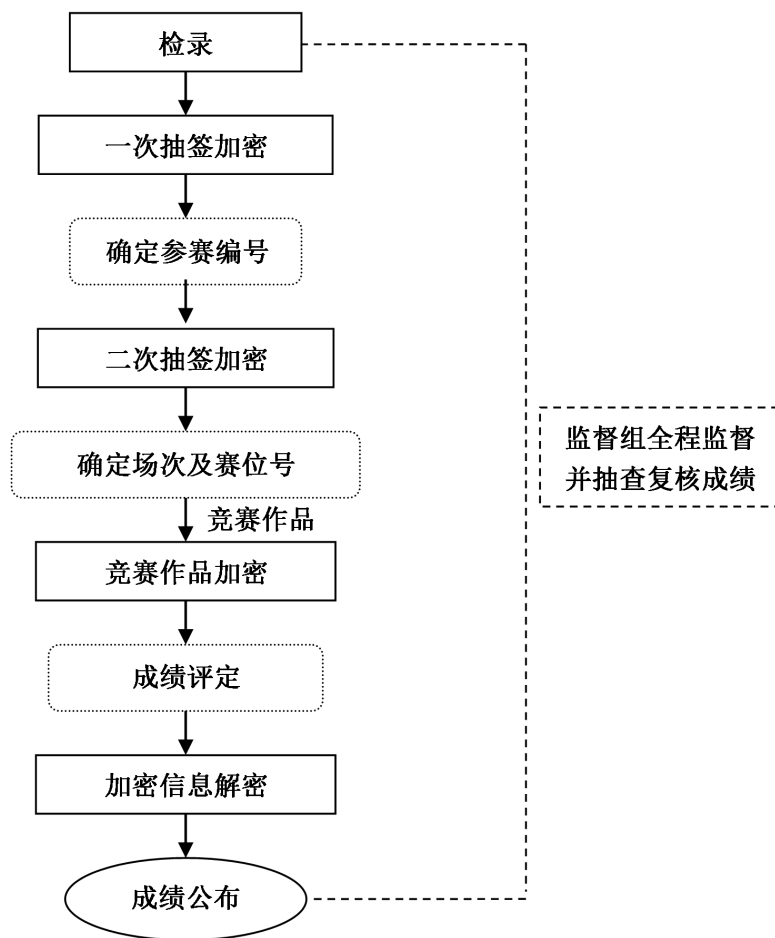 检录
一次抽签加密
确定参赛编号
二次抽签加密
确定场次及赛位号
竞赛作品
竞赛作品加密
成绩评定
加密信息解密
成绩公布
监督组全程监督
并抽查复核成绩